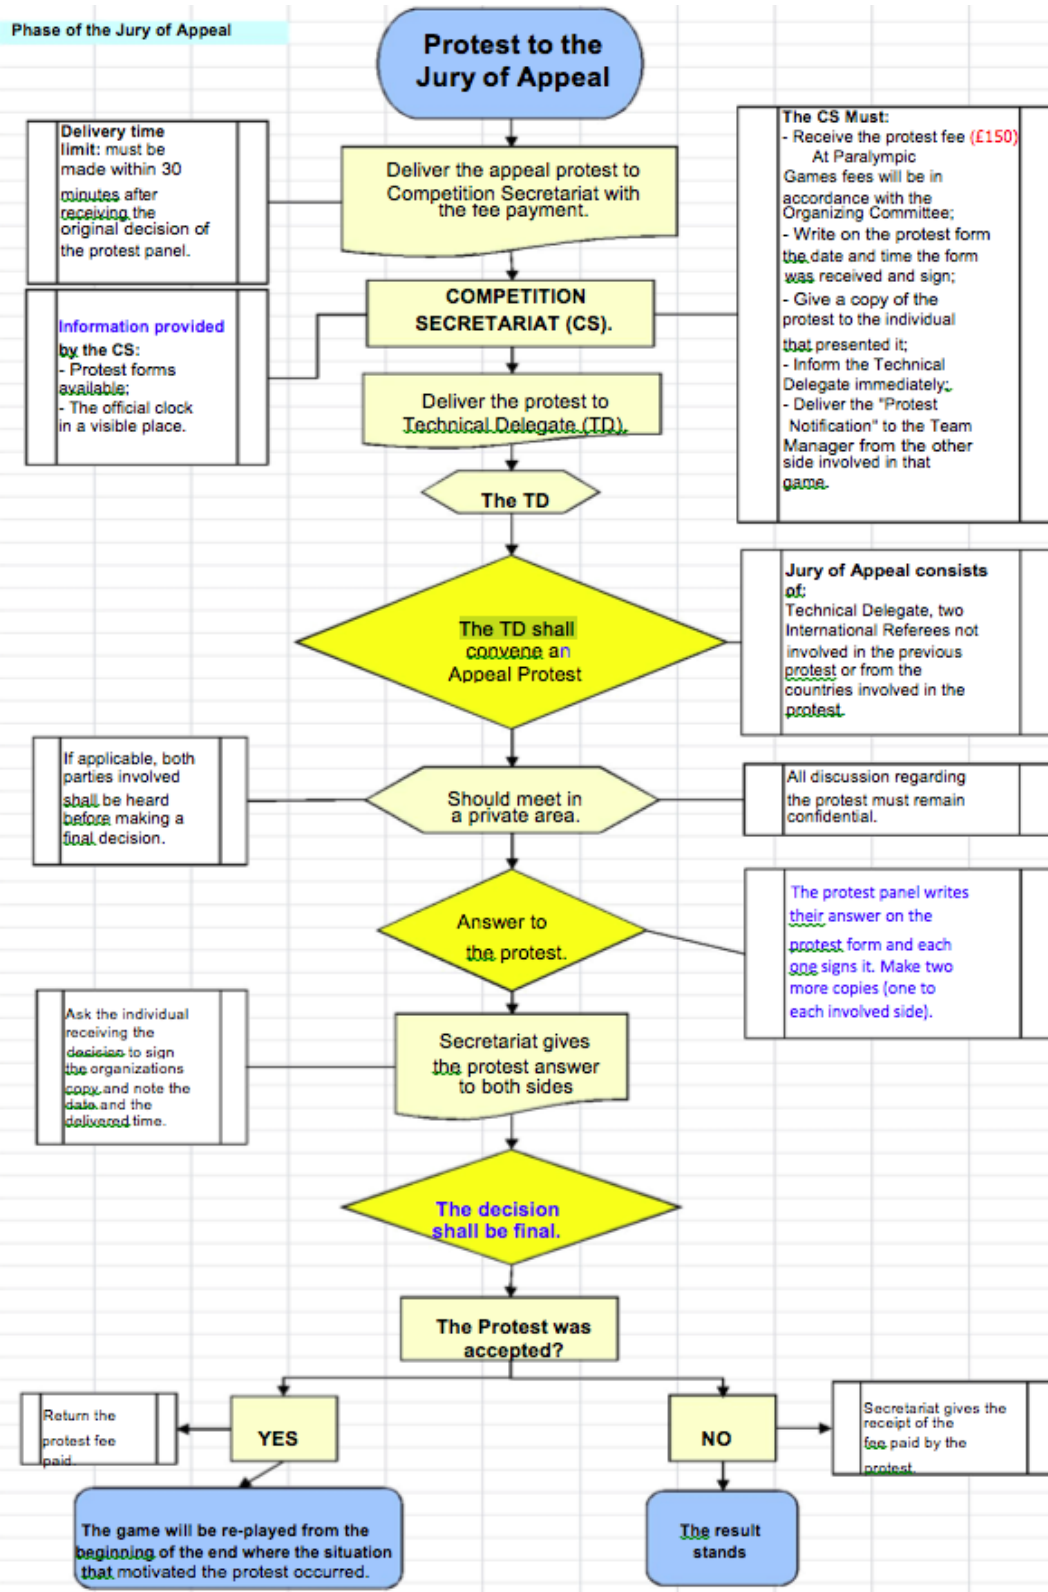 Phase of the Jury of Appeal
Protest to the
Jury of Appeal
Delivery time
limit: must be
made within 30
minutes after
receiving the
original decision of
the protest panel.
Deliver the appeal protest to
Competition Secretariat with
the fee payment.
The CS Must:
- Receive the protest fee (£150)
At Paralympic
Games fees will be in
accordance with the
Organizing Committee;
- Write on the protest form
the date and time the form
was received and sign;
- Give a copy of the
protest to the individual
that presented it;
- Inform the Technical
Delegate immediately;
- Deliver the "Protest
Notification" to the Team
Manager from the other
side involved in that
game.
Information provided
by the CS:
- Protest forms
available;
- The official clock
in a visible place.
COMPETITION
SECRETARIAT (CS).
Deliver the protest to
Technical Delegate (TD).
The TD
The TD shall
convene an
Appeal Protest
Jury of Appeal consists
of:
Technical Delegate, two
International Referees not
involved in the previous
protest or from the
countries involved in the
protest.
If applicable, both
parties involved
shall be heard
before making a
final decision.
Should meet in
a private area.
All discussion regarding
the protest must remain
confidential.
Answer to
the protest.
The protest panel writes
their answer on the
protest form and each
one signs it. Make two
more copies (one to
each involved side).
Ask the individual
receiving the
decision to sign
the organizations
copy and note the
date and the
delivered time.
Secretariat gives
the protest answer
to both sides
The decision
shall be final.
The Protest was
accepted?
Return the
protest fee
paid.
YES
NO
Secretariat gives the
receipt of the
fee paid by the
protest.
The game will be re-played from the
beginning of the end where the situation
that motivated the protest occurred.
The result
stands